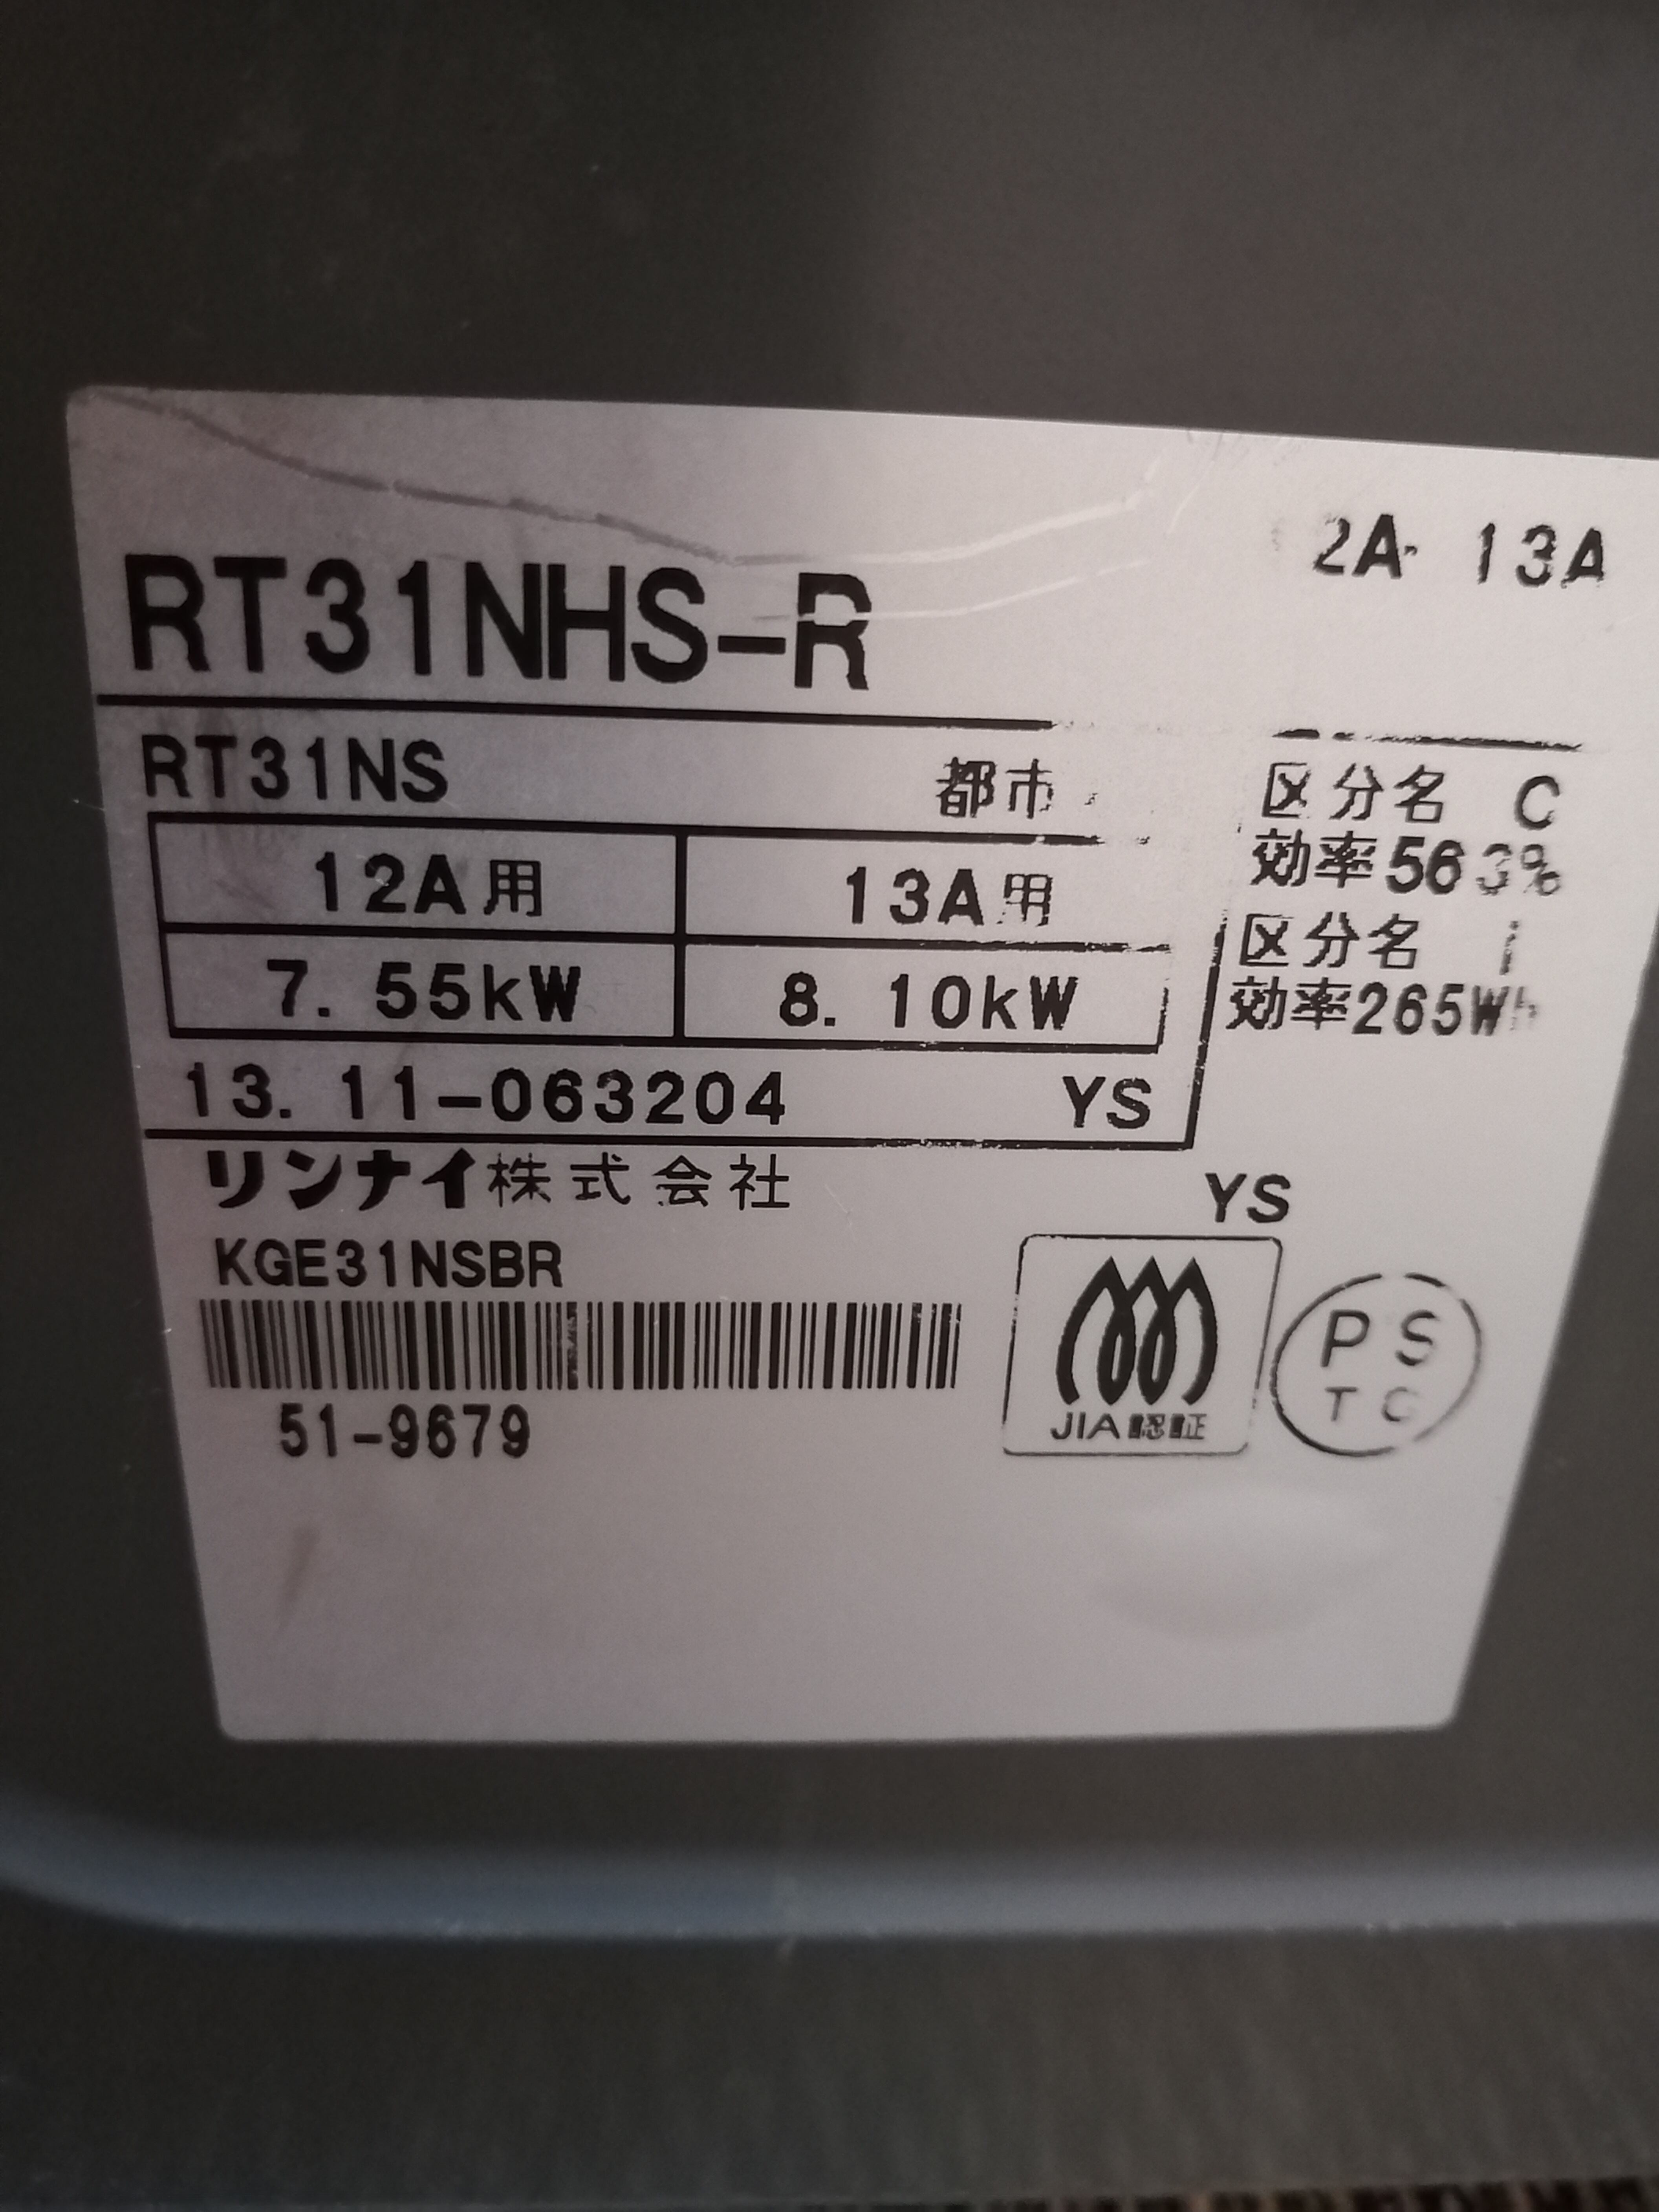 2A· 13A
RT31NHS-R
RT31NS 都市
12A用 13A用
7.55kW 8.10kW
13.11-063204 YS
区分名 C
効率56.3%
区分名
効率265Wh
リンナイ株式会社
YS
KGE31NSBR
51-9679
JIA認証
PS
TG